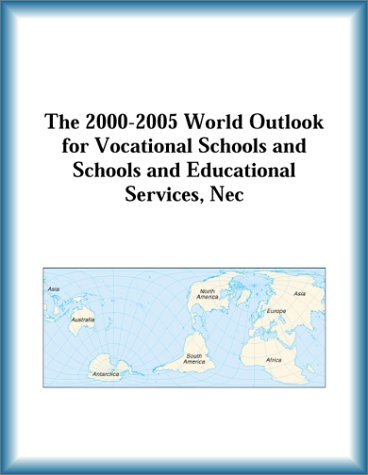 The 2000-2005 World Outlook
for Vocational Schools and
Schools and Educational
Services, Nec
Asia
Australia
Antarctica
North
America
South
America
Europe
Asia
Africa